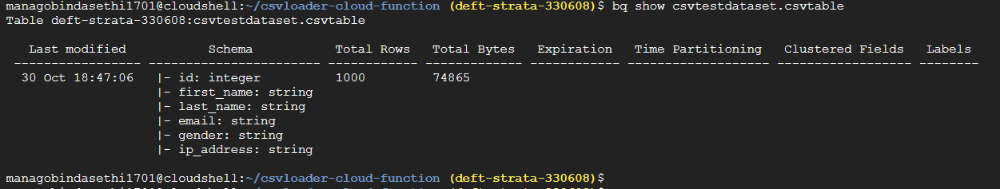 managobindasethi1701@cloudshell:~/csvloader-cloud-function (deft-strata-330608)$ bq show csvtestdataset.csvtable
Table deft-strata-330608:csvtestdataset.csvtable
Last modified Schema Total Rows Total Bytes Expiration Time Partitioning Clustered Fields Labels
----------------- ----------------------- ------------ ------------- ------------ ------------------- ------------------ --------
30 Oct 18:47:06 |- id: integer 1000 74865
|- first_name: string
|- last_name: string
|- email: string
|- gender: string
|- ip_address: string
managobindasethi1701@cloudshell:~/csvloader-cloud-function (deft-strata-330608)$